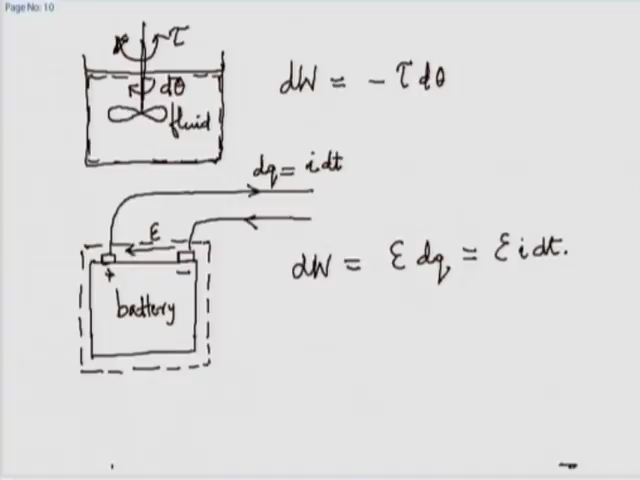 Page No: 10
τ
dθ
fluid
dW = - τ dθ
dq = i dt
ε
dW = ε dq = ε i dt.
+ -
battery